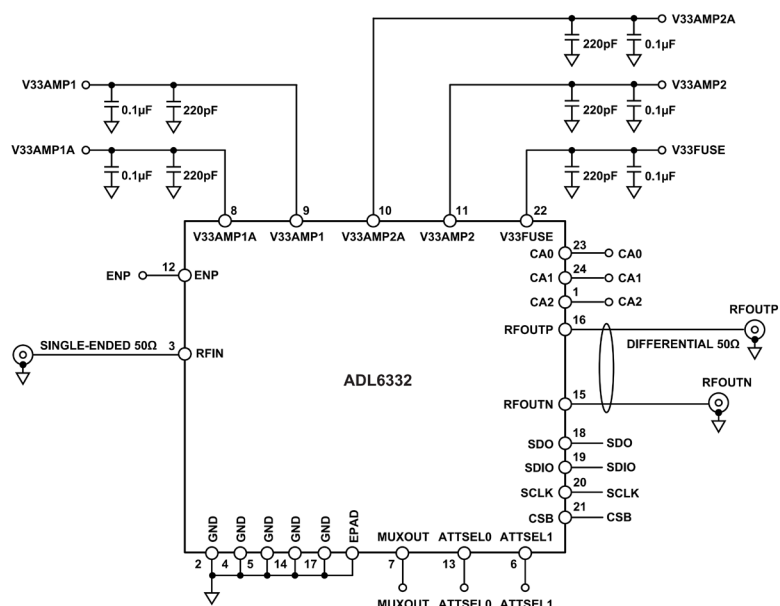 V33AMP2A
220pF 0.1µF
V33AMP1 V33AMP2
0.1µF 220pF 220pF 0.1µF
V33AMP1A V33FUSE
0.1µF 220pF 220pF 0.1µF
8 9 10 11 22
V33AMP1A V33AMP1 V33AMP2A V33AMP2 V33FUSE
23
CA0 CA0
12 24
ENP ENP CA1 CA1
1
CA2 CA2
16 RFOUTP
SINGLE-ENDED 50Ω RFOUTP DIFFERENTIAL 50Ω
3 RFIN
ADL6332 RFOUTN
15
RFOUTN
18
SDO SDO
19
SDIO SDIO
20
SCLK SCLK
21
GND GND GND GND GND EPAD CSB CSB
MUXOUT ATTSEL0 ATTSEL1
2 4 5 14 17 7 13 6
MUXOUT ATTSEL0 ATTSEL1